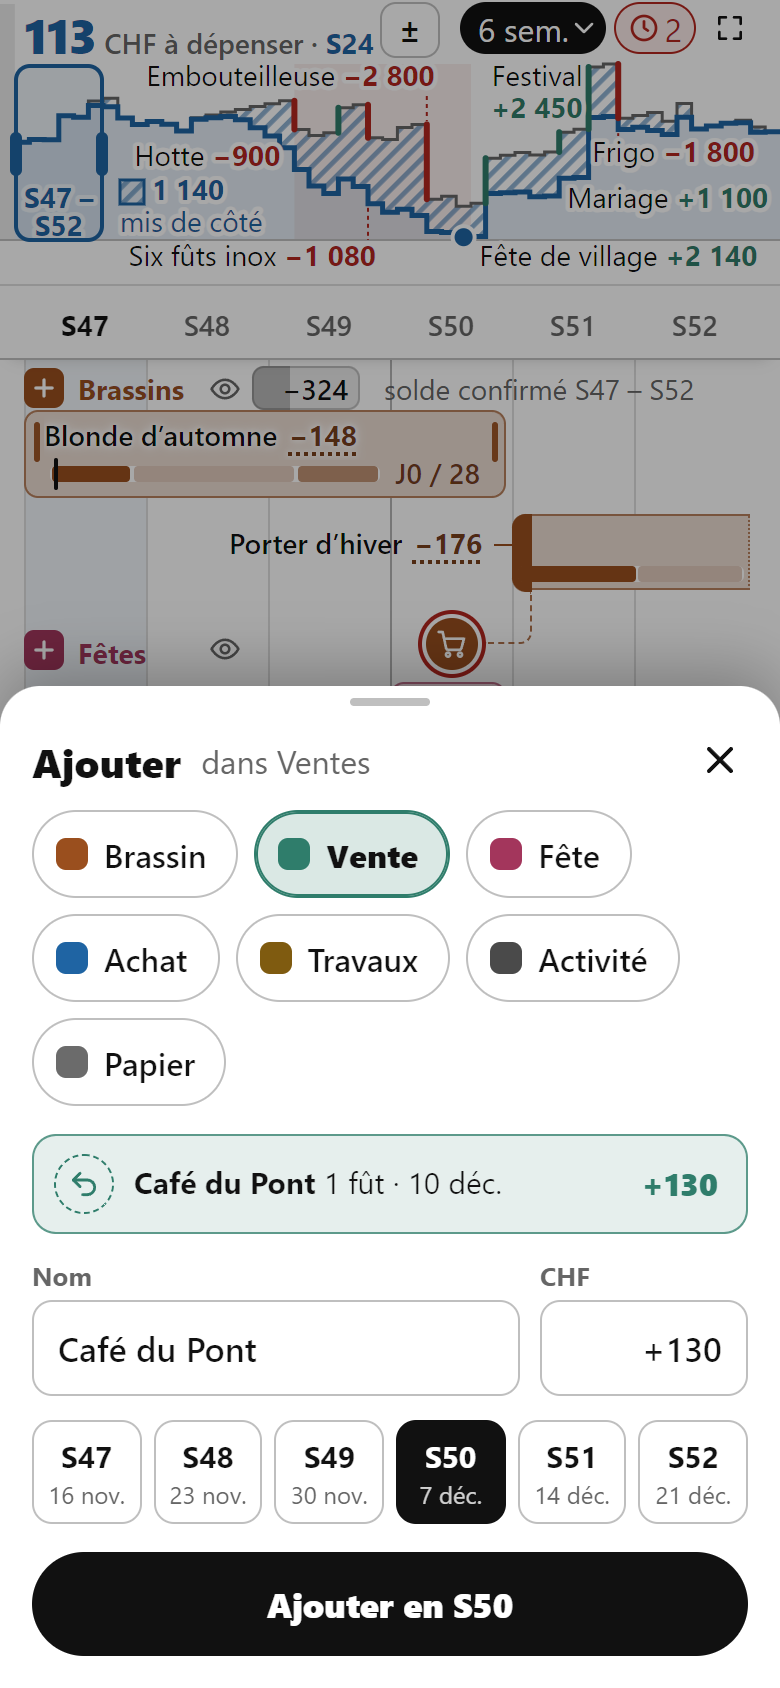 113 CHF à dépenser · S24
±
6 sem.
2
Embouteilleuse −2 800
Festival
+2 450
Hotte −900
Frigo −1 800
S47 –
S52
1 140
mis de côté
Mariage +1 100
Six fûts inox −1 080
Fête de village +2 140
S47 S48 S49 S50 S51 S52
+ Brassins
−324
solde confirmé S47 – S52
Blonde d’automne −148
J0 / 28
Porter d’hiver −176
+ Fêtes
Ajouter dans Ventes
Brassin
Vente
Fête
Achat
Travaux
Activité
Papier
Café du Pont 1 fût · 10 déc. +130
Nom
CHF
Café du Pont
+130
S47 S48 S49 S50 S51 S52
16 nov. 23 nov. 30 nov. 7 déc. 14 déc. 21 déc.
Ajouter en S50